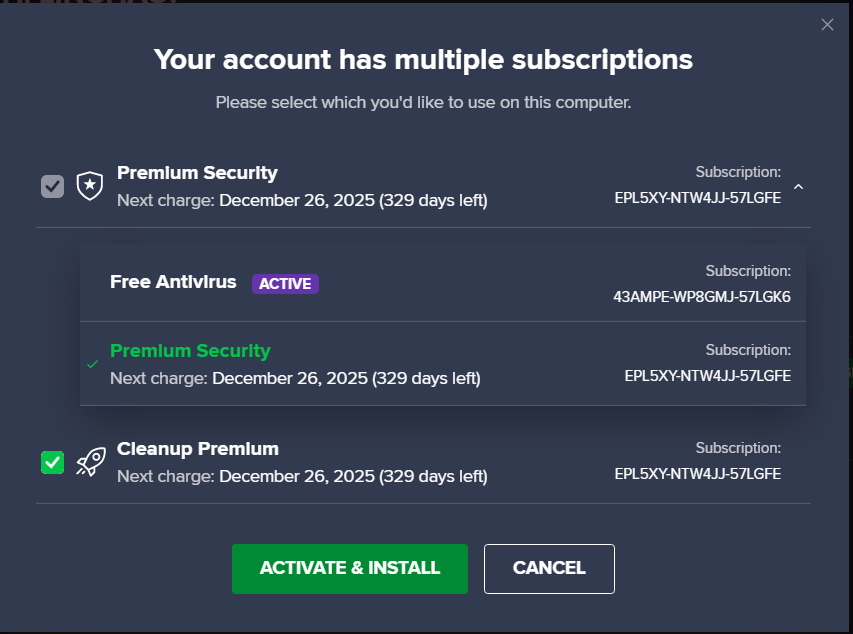 Your account has multiple subscriptions
Please select which you'd like to use on this computer.
Premium Security
Next charge: December 26, 2025 (329 days left)
Subscription:
EPL5XY-NTW4JJ-57LGFE
Free Antivirus ACTIVE
Subscription:
43AMPE-WP8GMJ-57LGK6
Premium Security
Next charge: December 26, 2025 (329 days left)
Subscription:
EPL5XY-NTW4JJ-57LGFE
Cleanup Premium
Next charge: December 26, 2025 (329 days left)
Subscription:
EPL5XY-NTW4JJ-57LGFE
ACTIVATE & INSTALL
CANCEL